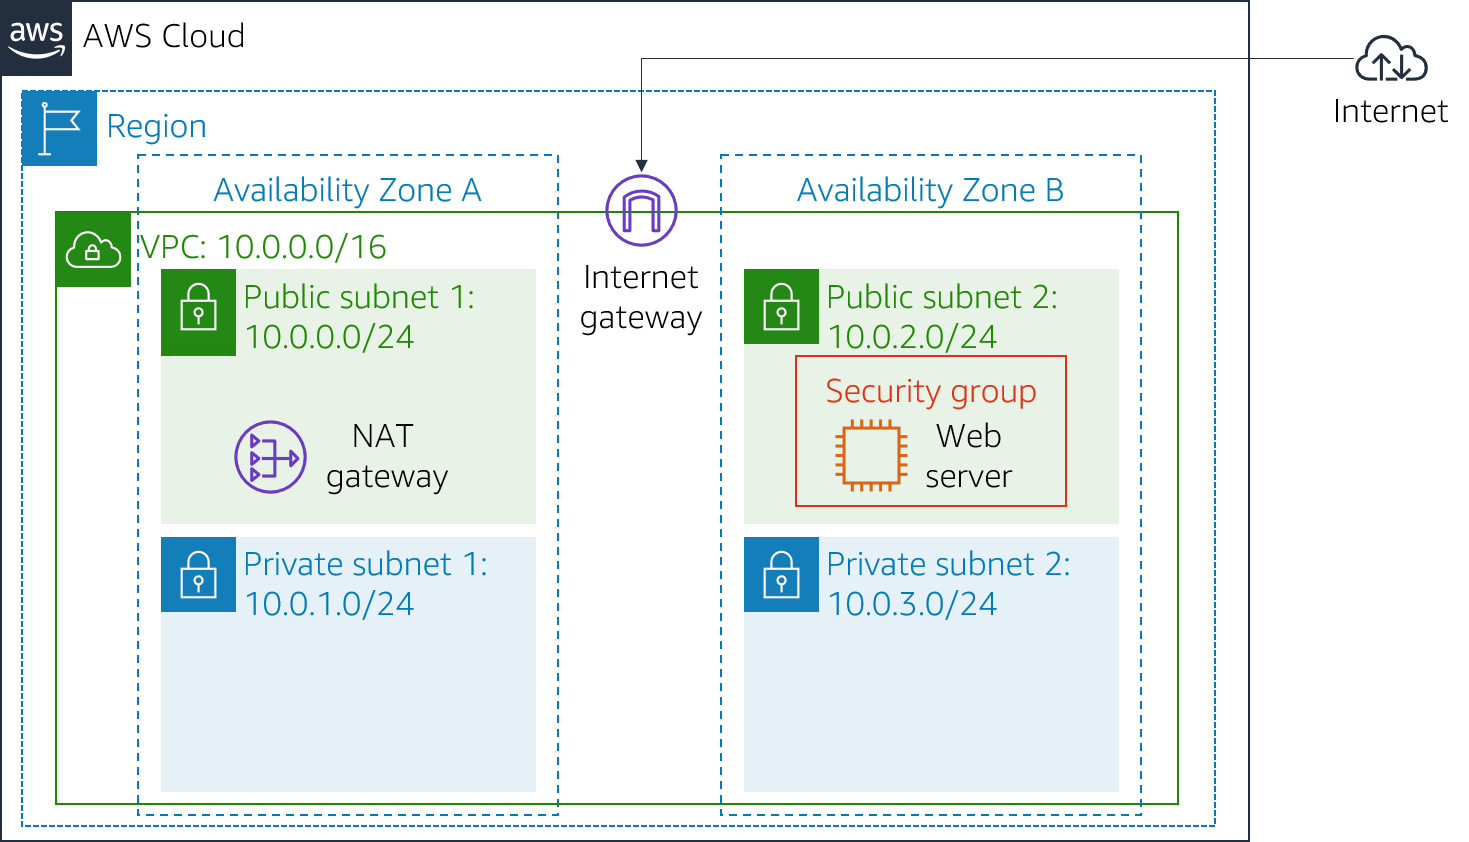 aws
AWS Cloud
Internet
Region
Availability Zone A
Availability Zone B
VPC: 10.0.0.0/16
Internet
gateway
Public subnet 1:
10.0.0.0/24
NAT
gateway
Private subnet 1:
10.0.1.0/24
Public subnet 2:
10.0.2.0/24
Security group
Web
server
Private subnet 2:
10.0.3.0/24